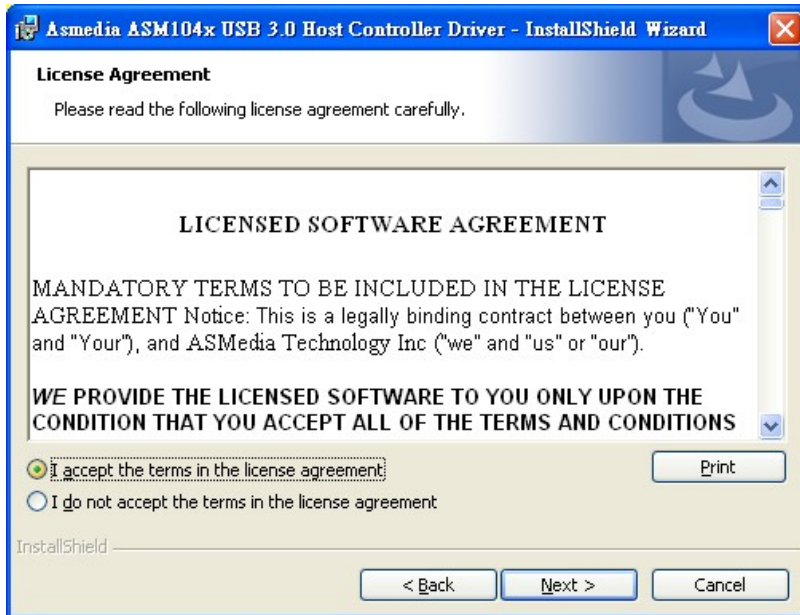 Asmedia ASM104x USB 3.0 Host Controller Driver - InstallShield Wizard
License Agreement
Please read the following license agreement carefully.
LICENSED SOFTWARE AGREEMENT
MANDATORY TERMS TO BE INCLUDED IN THE LICENSE
AGREEMENT Notice: This is a legally binding contract between you ("You"
and "Your"), and ASMedia Technology Inc ("we" and "us" or "our").
WE PROVIDE THE LICENSED SOFTWARE TO YOU ONLY UPON THE
CONDITION THAT YOU ACCEPT ALL OF THE TERMS AND CONDITIONS
I accept the terms in the license agreement
Print
I do not accept the terms in the license agreement
InstallShield
< Back
Next >
Cancel